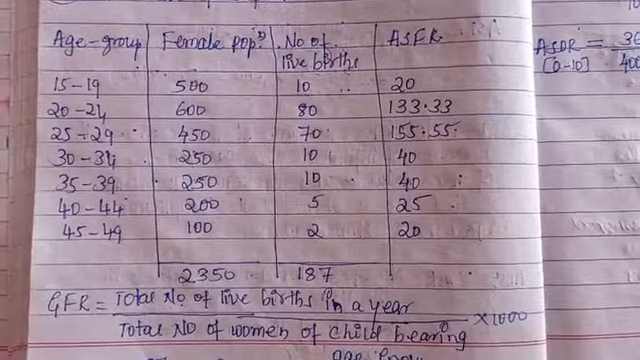 Age-group Female popn No of live births ASFR
15-19 500 10 20
20-24 600 80 133.33
25-29 450 70 155.55
30-34 250 10 40
35-39 250 10 40
40-44 200 5 25
45-49 100 2 20
2350 187
GFR = Total No of live births in a year
Total No of women of child bearing ×1000
age
ASDR = 
[0-10]